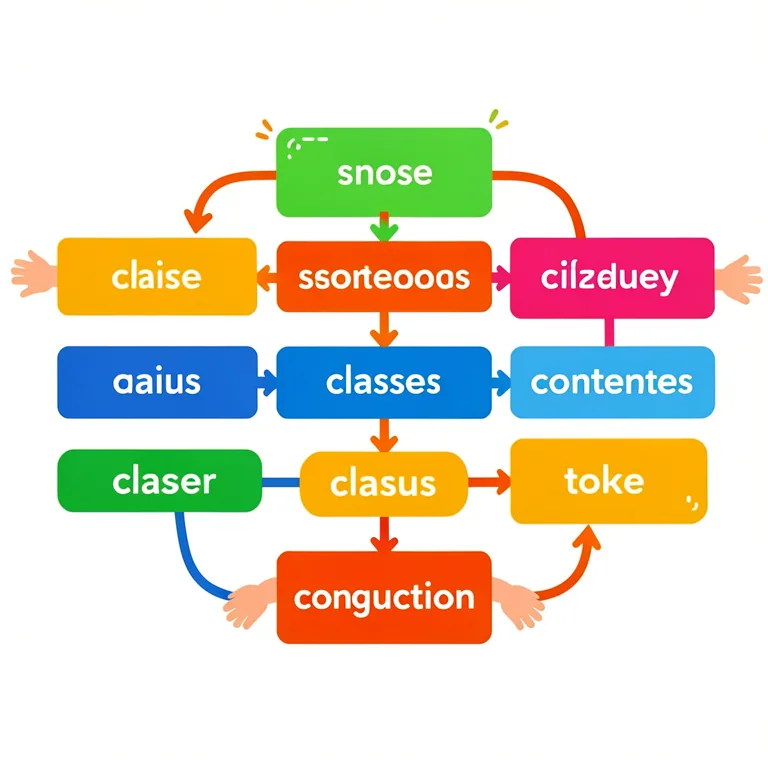 snose
claise
ssorteooas
cilzduey
aaius
classes
contentes
claser
clasus
toke
conguction